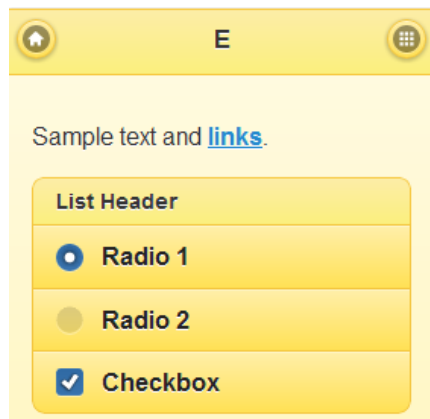 E
Sample text and links.
List Header
Radio 1
Radio 2
Checkbox